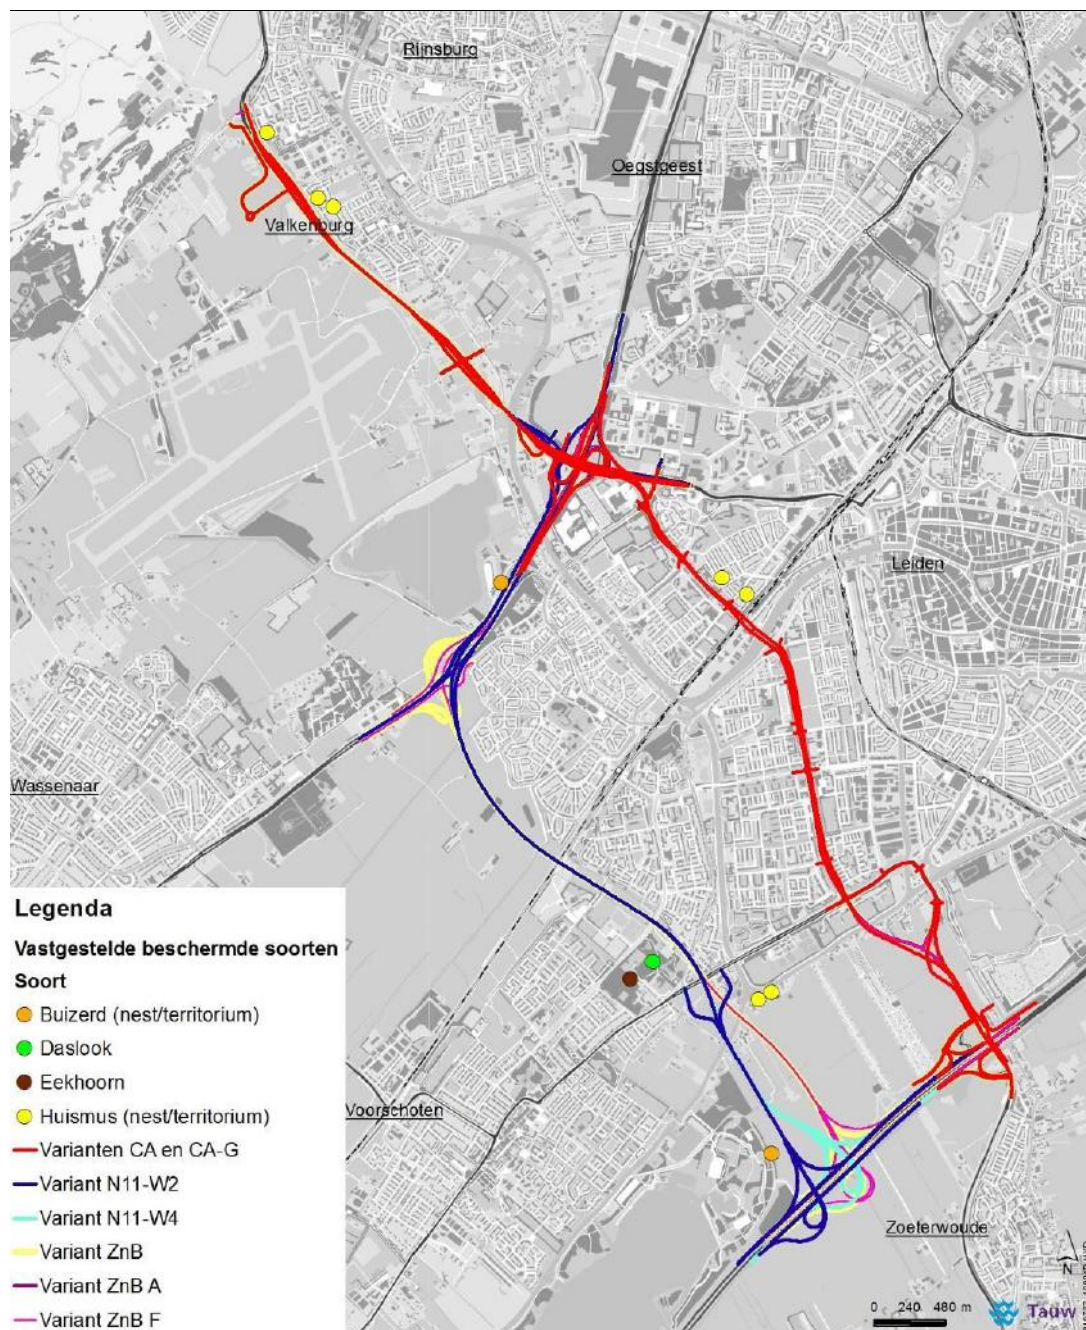 Rijnsburg
Oegstgeest
Valkenburg
Leiden
Wassenaar
Legenda
Vastgestelde beschermde soorten
Soort
Buizerd (nest/territorium)
Daslook
Eekhoorn
Huismus (nest/territorium)
Voorschoten
Varianten CA en CA-G
Variant N11-W2
Variant N11-W4
Variant ZnB
Zoeterwoude
Variant ZnB A
N
Variant ZnB F
0 240 480 m
Tauw